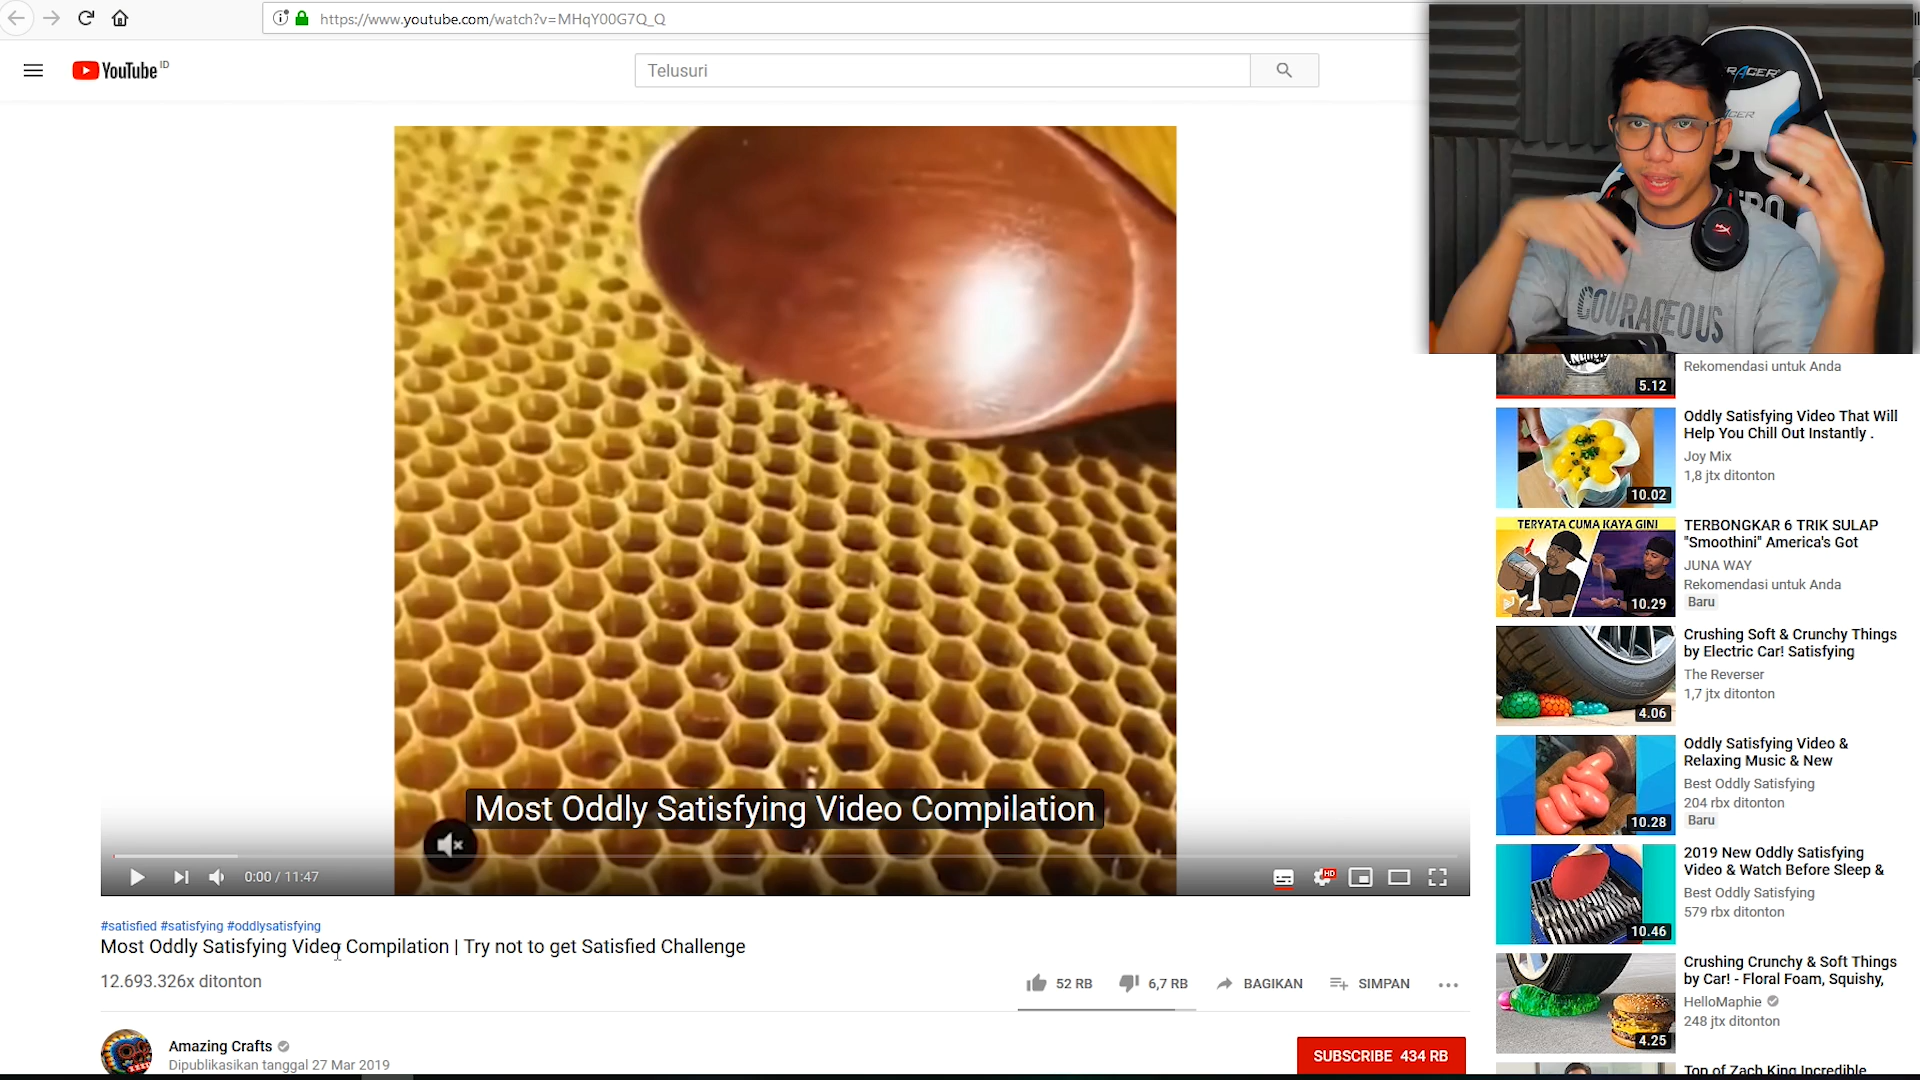 https://www.youtube.com/watch?v=MHqY00G7Q_Q
YouTube ID
Telusuri
RACER
COURAGEOUS
Most Oddly Satisfying Video Compilation
0:00 / 11:47
HD
#satisfied #satisfying #oddlysatisfying
Most Oddly Satisfying Video Compilation | Try not to get Satisfied Challenge
12.693.326x ditonton
52 RB
6,7 RB
BAGIKAN
SIMPAN
Amazing Crafts
Dipublikasikan tanggal 27 Mar 2019
SUBSCRIBE 434 RB
5.12
Rekomendasi untuk Anda
10.02
Oddly Satisfying Video That Will
Help You Chill Out Instantly .
Joy Mix
1,8 jtx ditonton
TERYATA CUMA KAYA GINI
10.29
TERBONGKAR 6 TRIK SULAP
"Smoothini" America's Got
JUNA WAY
Rekomendasi untuk Anda
Baru
4.06
Crushing Soft & Crunchy Things
by Electric Car! Satisfying
The Reverser
1,7 jtx ditonton
10.28
Oddly Satisfying Video &
Relaxing Music & New
Best Oddly Satisfying
204 rbx ditonton
Baru
10.46
2019 New Oddly Satisfying
Video & Watch Before Sleep &
Best Oddly Satisfying
579 rbx ditonton
4.25
Crushing Crunchy & Soft Things
by Car! - Floral Foam, Squishy,
HelloMaphie
248 jtx ditonton
Top of Zach King Incredible